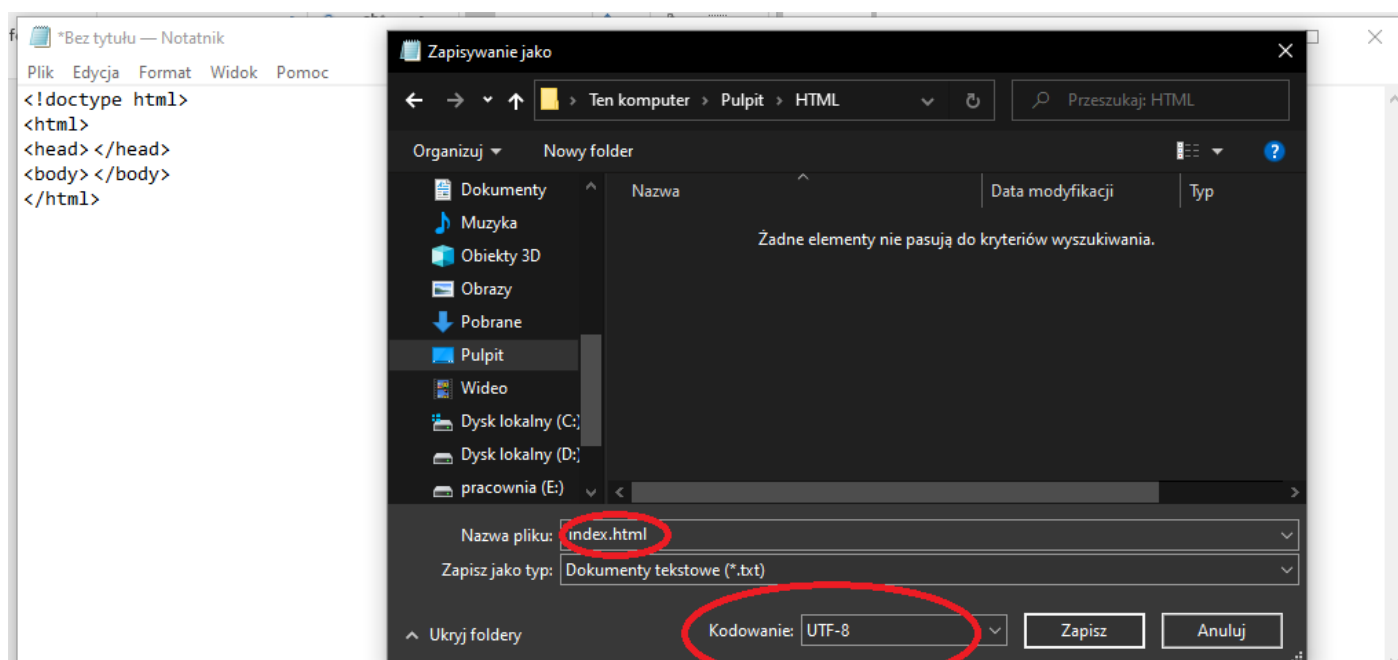 *Bez tytułu — Notatnik
Plik Edycja Format Widok Pomoc
<!doctype html>
<html>
<head></head>
<body></body>
</html>
Zapisywanie jako
Ten komputer > Pulpit > HTML
Przeszukaj: HTML
Organizuj Nowy folder
Nazwa Data modyfikacji Typ
Żadne elementy nie pasują do kryteriów wyszukiwania.
Dokumenty
Muzyka
Obiekty 3D
Obrazy
Pobrane
Pulpit
Wideo
Dysk lokalny (C:)
Dysk lokalny (D:)
pracownia (E:)
Nazwa pliku: index.html
Zapisz jako typ: Dokumenty tekstowe (*.txt)
Ukryj foldery
Kodowanie: UTF-8
Zapisz Anuluj